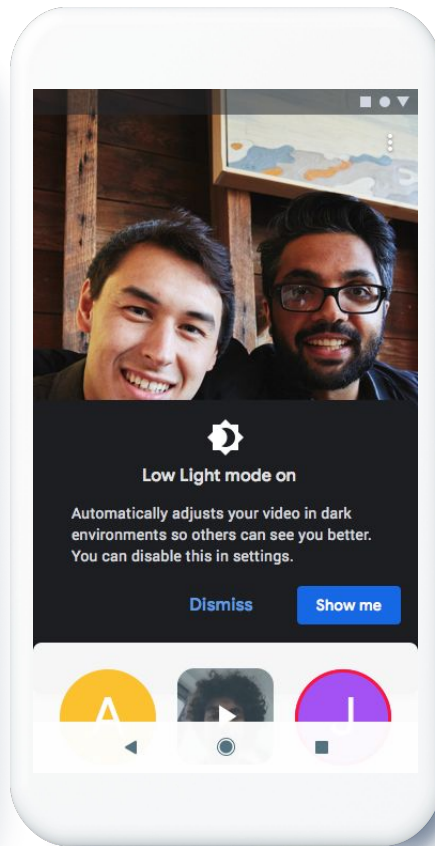 Low Light mode on
Automatically adjusts your video in dark
environments so others can see you better.
You can disable this in settings.
Dismiss
Show me
A
J